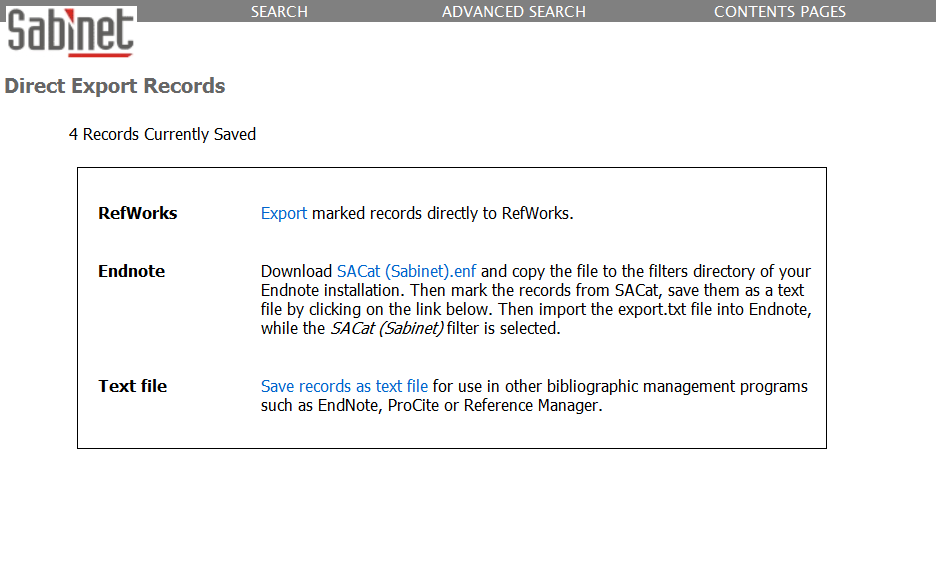 SEARCH ADVANCED SEARCH CONTENTS PAGES
Sabinet
Direct Export Records
4 Records Currently Saved
RefWorks Export marked records directly to RefWorks.
Endnote Download SACat (Sabinet).enf and copy the file to the filters directory of your
Endnote installation. Then mark the records from SACat, save them as a text
file by clicking on the link below. Then import the export.txt file into Endnote,
while the SACat (Sabinet) filter is selected.
Text file Save records as text file for use in other bibliographic management programs
such as EndNote, ProCite or Reference Manager.